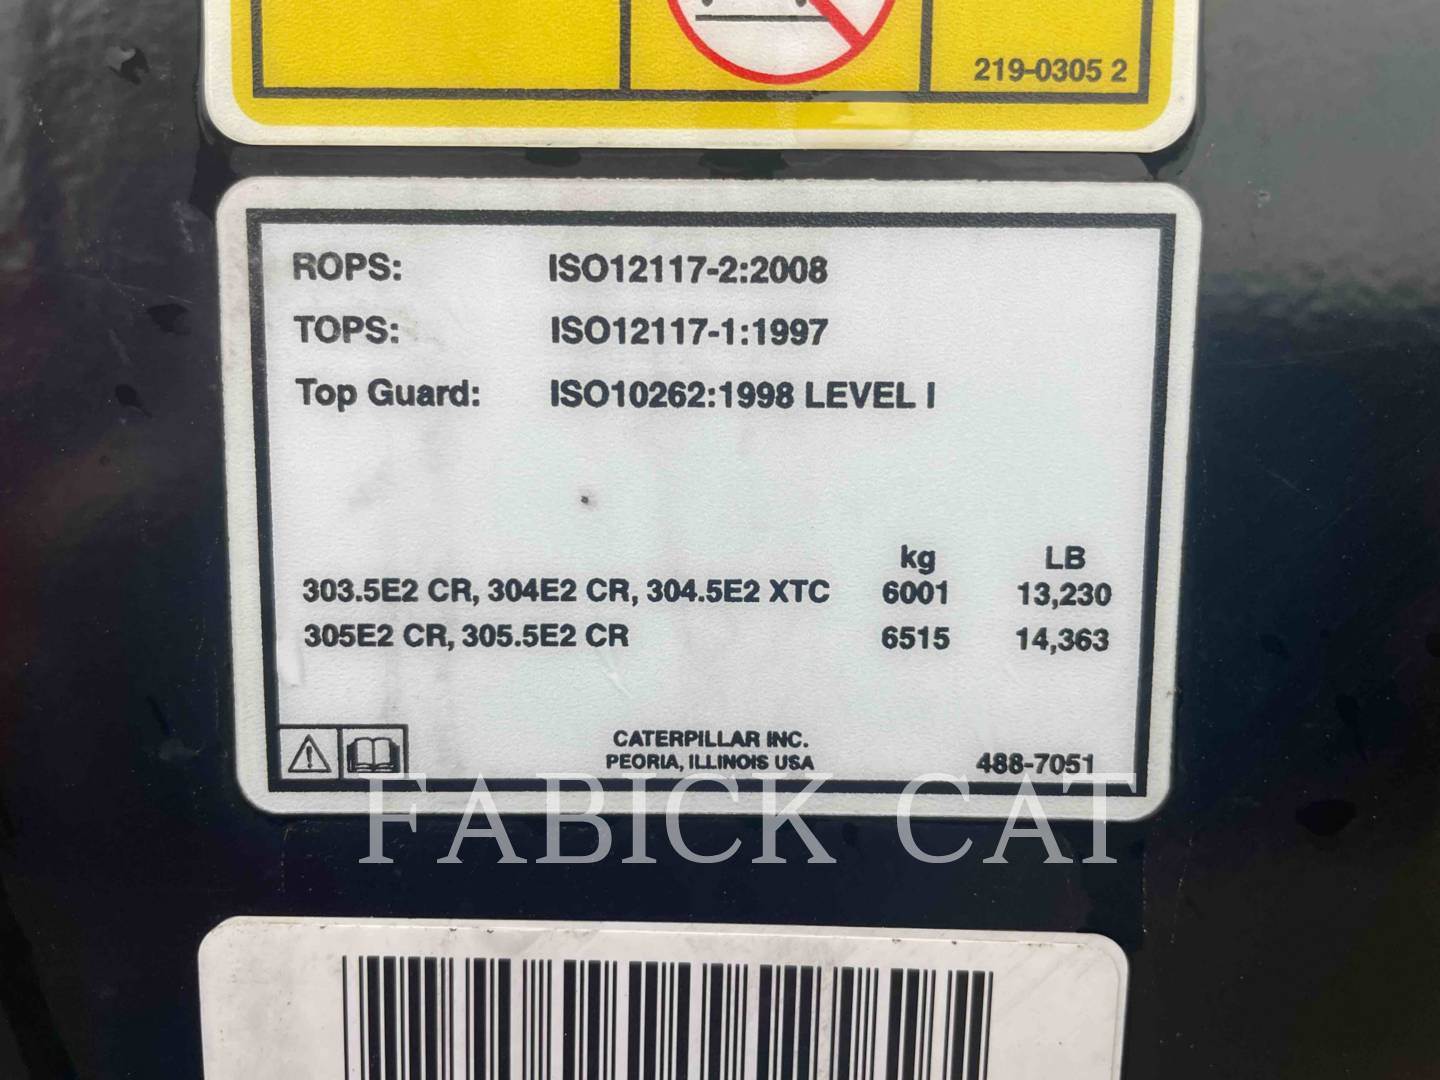 219-0305 2
ROPS: ISO12117-2:2008
TOPS: ISO12117-1:1997
Top Guard: ISO10262:1998 LEVEL I
kg LB
303.5E2 CR, 304E2 CR, 304.5E2 XTC 6001 13,230
305E2 CR, 305.5E2 CR 6515 14,363
CATERPILLAR INC.
PEORIA, ILLINOIS USA
488-7051
FABICK CAT